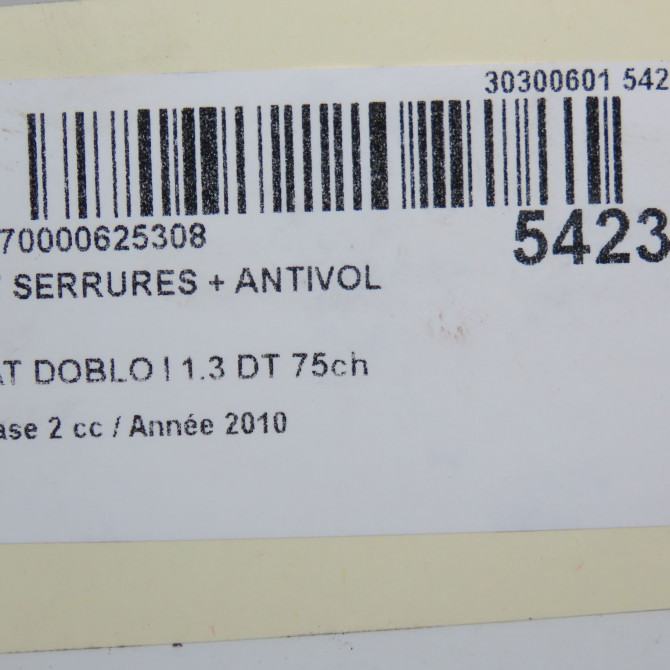 30300601 542
70000625308
5423
SERRURES + ANTIVOL
AT DOBLO I 1.3 DT 75ch
ase 2 cc / Année 2010